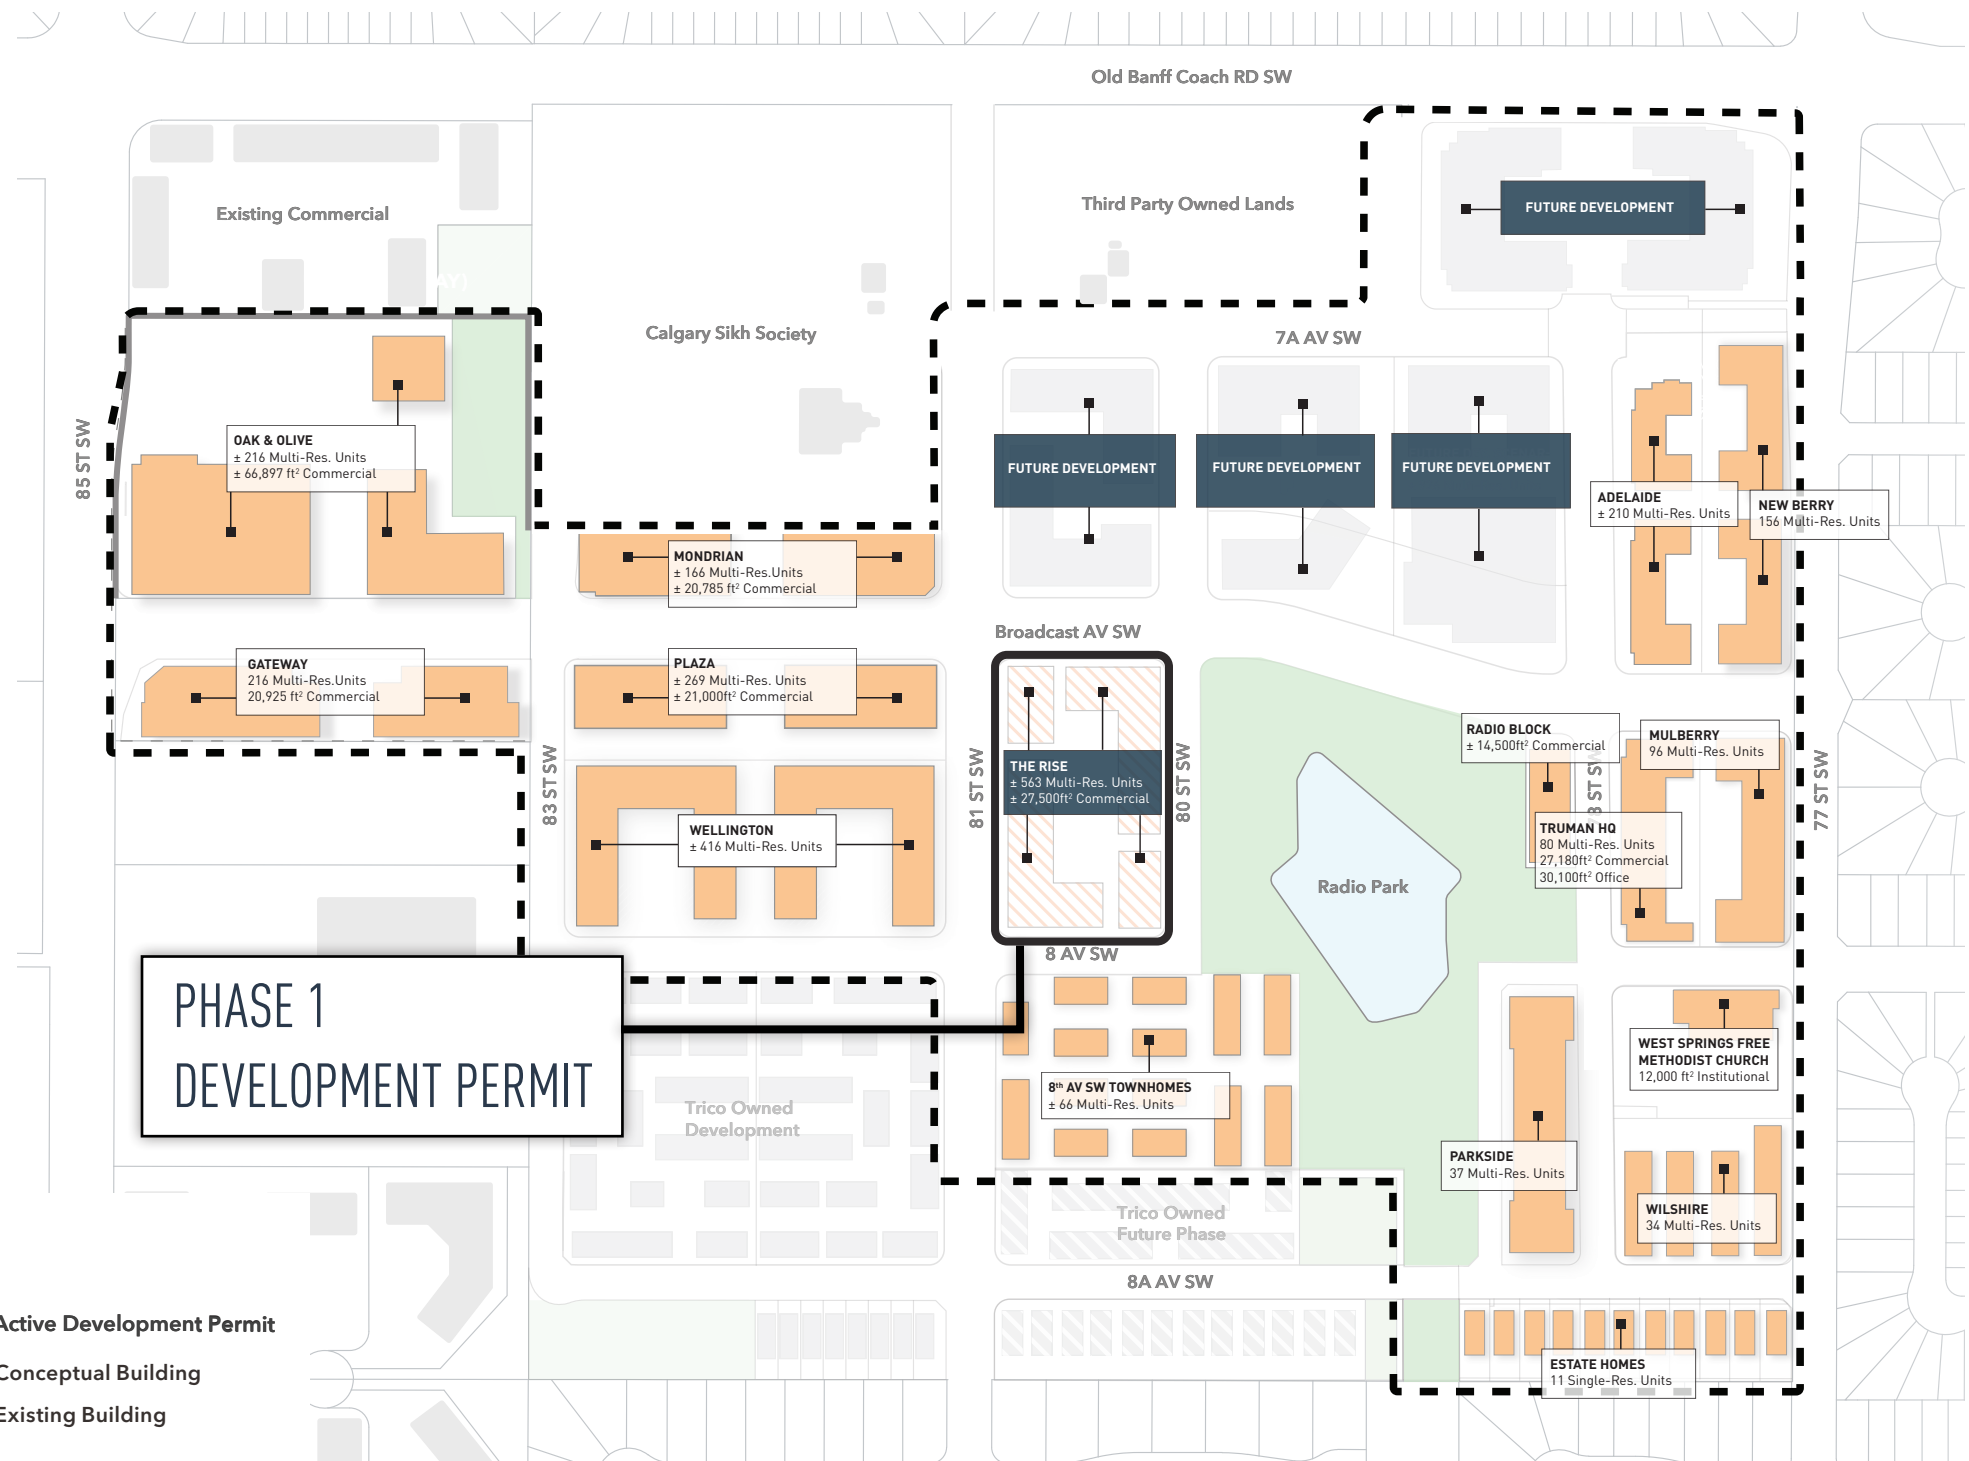 Old Banff Coach RD SW
Existing Commercial
AY)
Third Party Owned Lands
FUTURE DEVELOPMENT
Calgary Sikh Society
7A AV SW
85 ST SW
OAK & OLIVE
± 216 Multi-Res. Units
± 66,897 ft² Commercial
FUTURE DEVELOPMENT
FUTURE DEVELOPMENT
FUTURE DEVELOPMENT
ADELAIDE
± 210 Multi-Res. Units
NEW BERRY
156 Multi-Res. Units
MONDRIAN
± 166 Multi-Res.Units
± 20,785 ft² Commercial
Broadcast AV SW
GATEWAY
216 Multi-Res.Units
20,925 ft² Commercial
PLAZA
± 269 Multi-Res. Units
± 21,000ft² Commercial
83 ST SW
81 ST SW
THE RISE
± 563 Multi-Res. Units
± 27,500ft² Commercial
80 ST SW
RADIO BLOCK
± 14,500ft² Commercial
MULBERRY
96 Multi-Res. Units
78 ST SW
77 ST SW
WELLINGTON
± 416 Multi-Res. Units
TRUMAN HQ
80 Multi-Res. Units
27,180ft² Commercial
30,100ft² Office
Radio Park
8 AV SW
PHASE 1
DEVELOPMENT PERMIT
WEST SPRINGS FREE
METHODIST CHURCH
12,000 ft² Institutional
8th AV SW TOWNHOMES
± 66 Multi-Res. Units
Trico Owned
Development
PARKSIDE
37 Multi-Res. Units
WILSHIRE
34 Multi-Res. Units
Trico Owned
Future Phase
8A AV SW
Active Development Permit
Conceptual Building
Existing Building
ESTATE HOMES
11 Single-Res. Units